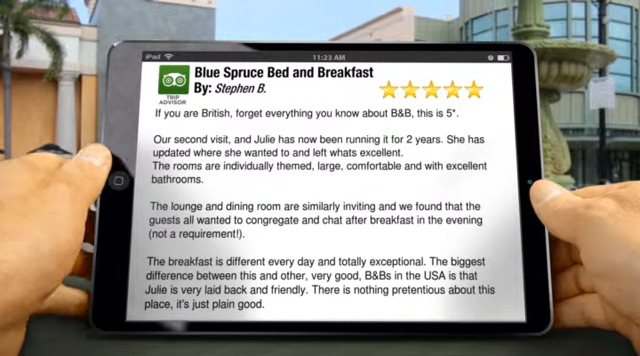 iPod
11:23 AM
Blue Spruce Bed and Breakfast
By: Stephen B.
TRIP
ADVISOR
If you are British, forget everything you know about B&B, this is 5*.
Our second visit, and Julie has now been running it for 2 years. She has
updated where she wanted to and left whats excellent.
The rooms are individually themed, large, comfortable and with excellent
bathrooms.
The lounge and dining room are similarly inviting and we found that the
guests all wanted to congregate and chat after breakfast in the evening
(not a requirement!).
The breakfast is different every day and totally exceptional. The biggest
difference between this and other, very good, B&Bs in the USA is that
Julie is very laid back and friendly. There is nothing pretentious about this
place, it's just plain good.